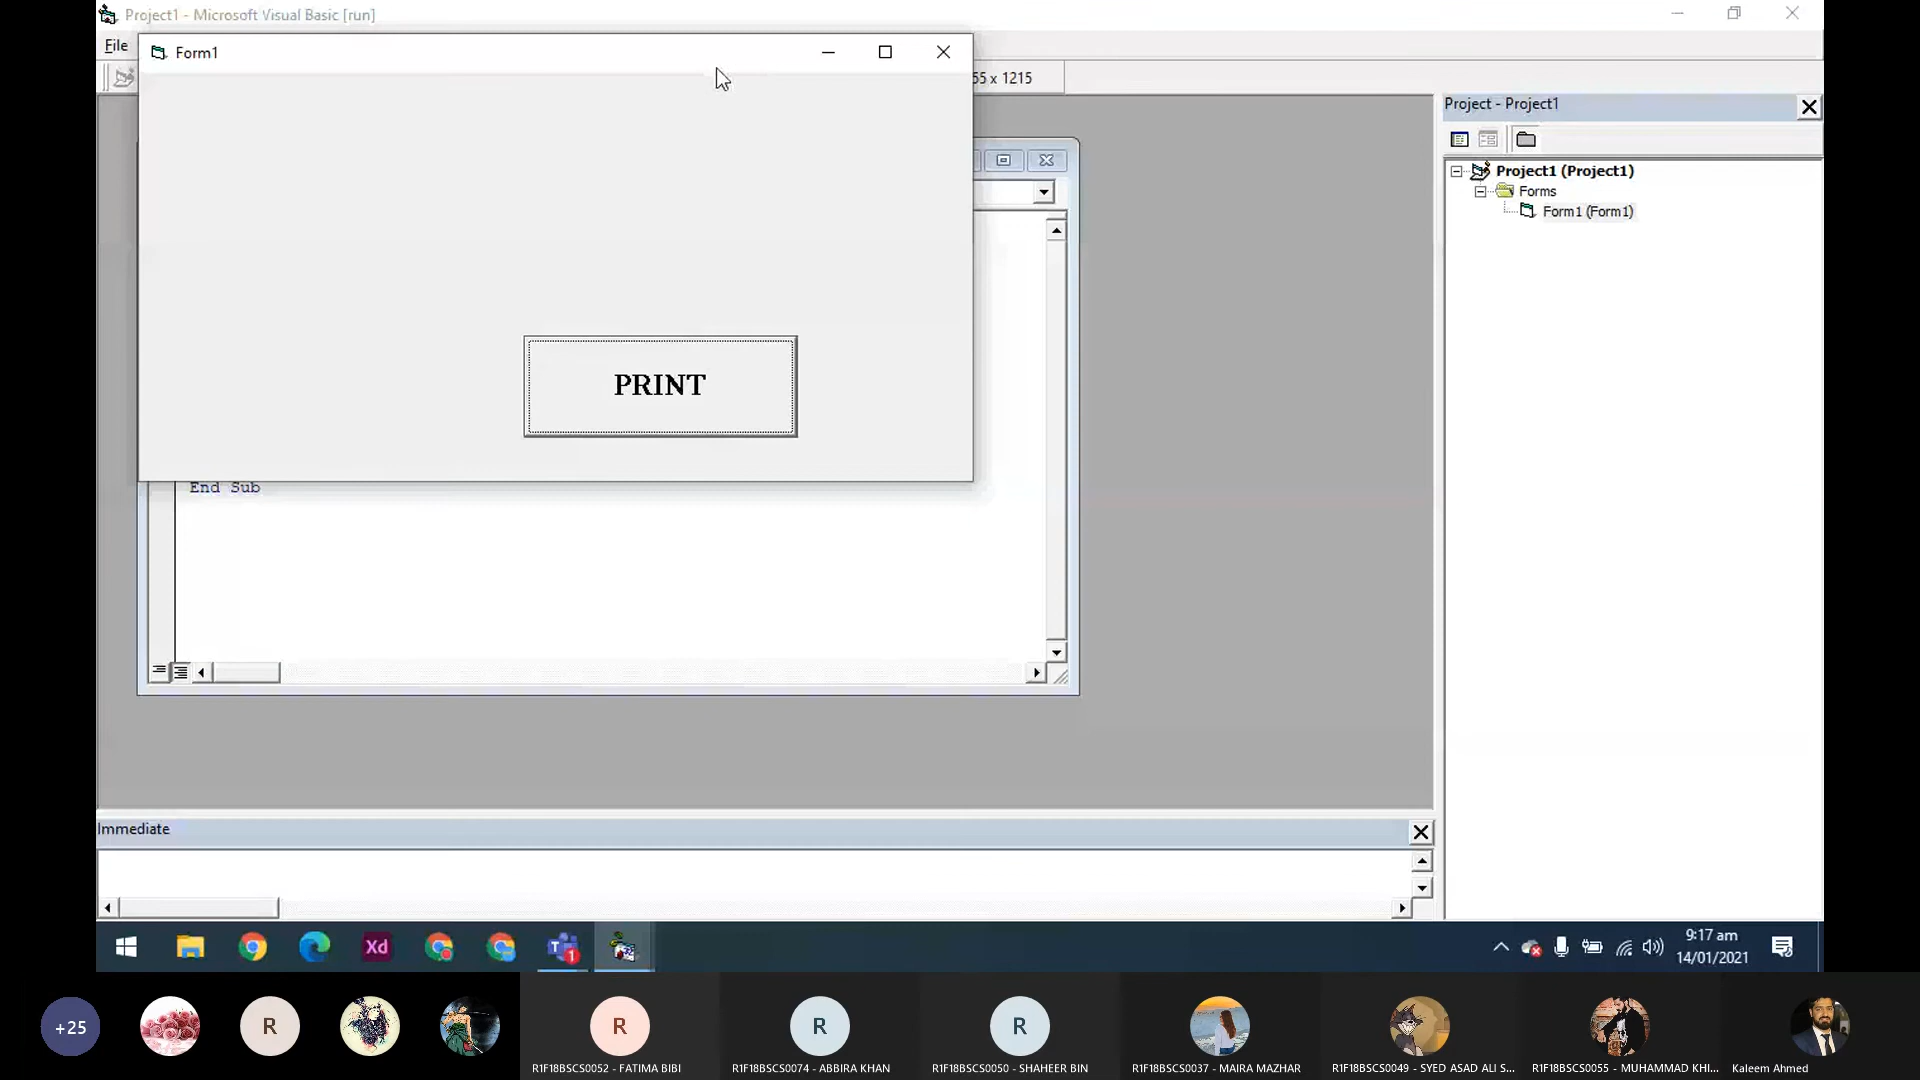 Project1 - Microsoft Visual Basic [run]
File
Form1
55 x 1215
Project - Project1
Project1 (Project1)
Forms
Form1 (Form1)
PRINT
End Sub
Immediate
Xd
T
1
9:17 am
14/01/2021
+25
R
R
R
R
R1F18BSCS0052 - FATIMA BIBI
R1F18BSCS0074 - ABBIRA KHAN
R1F18BSCS0050 - SHAHEER BIN
R1F18BSCS0037 - MAIRA MAZHAR
R1F18BSCS0049 - SYED ASAD ALI S...
R1F18BSCS0055 - MUHAMMAD KHI...
Kaleem Ahmed